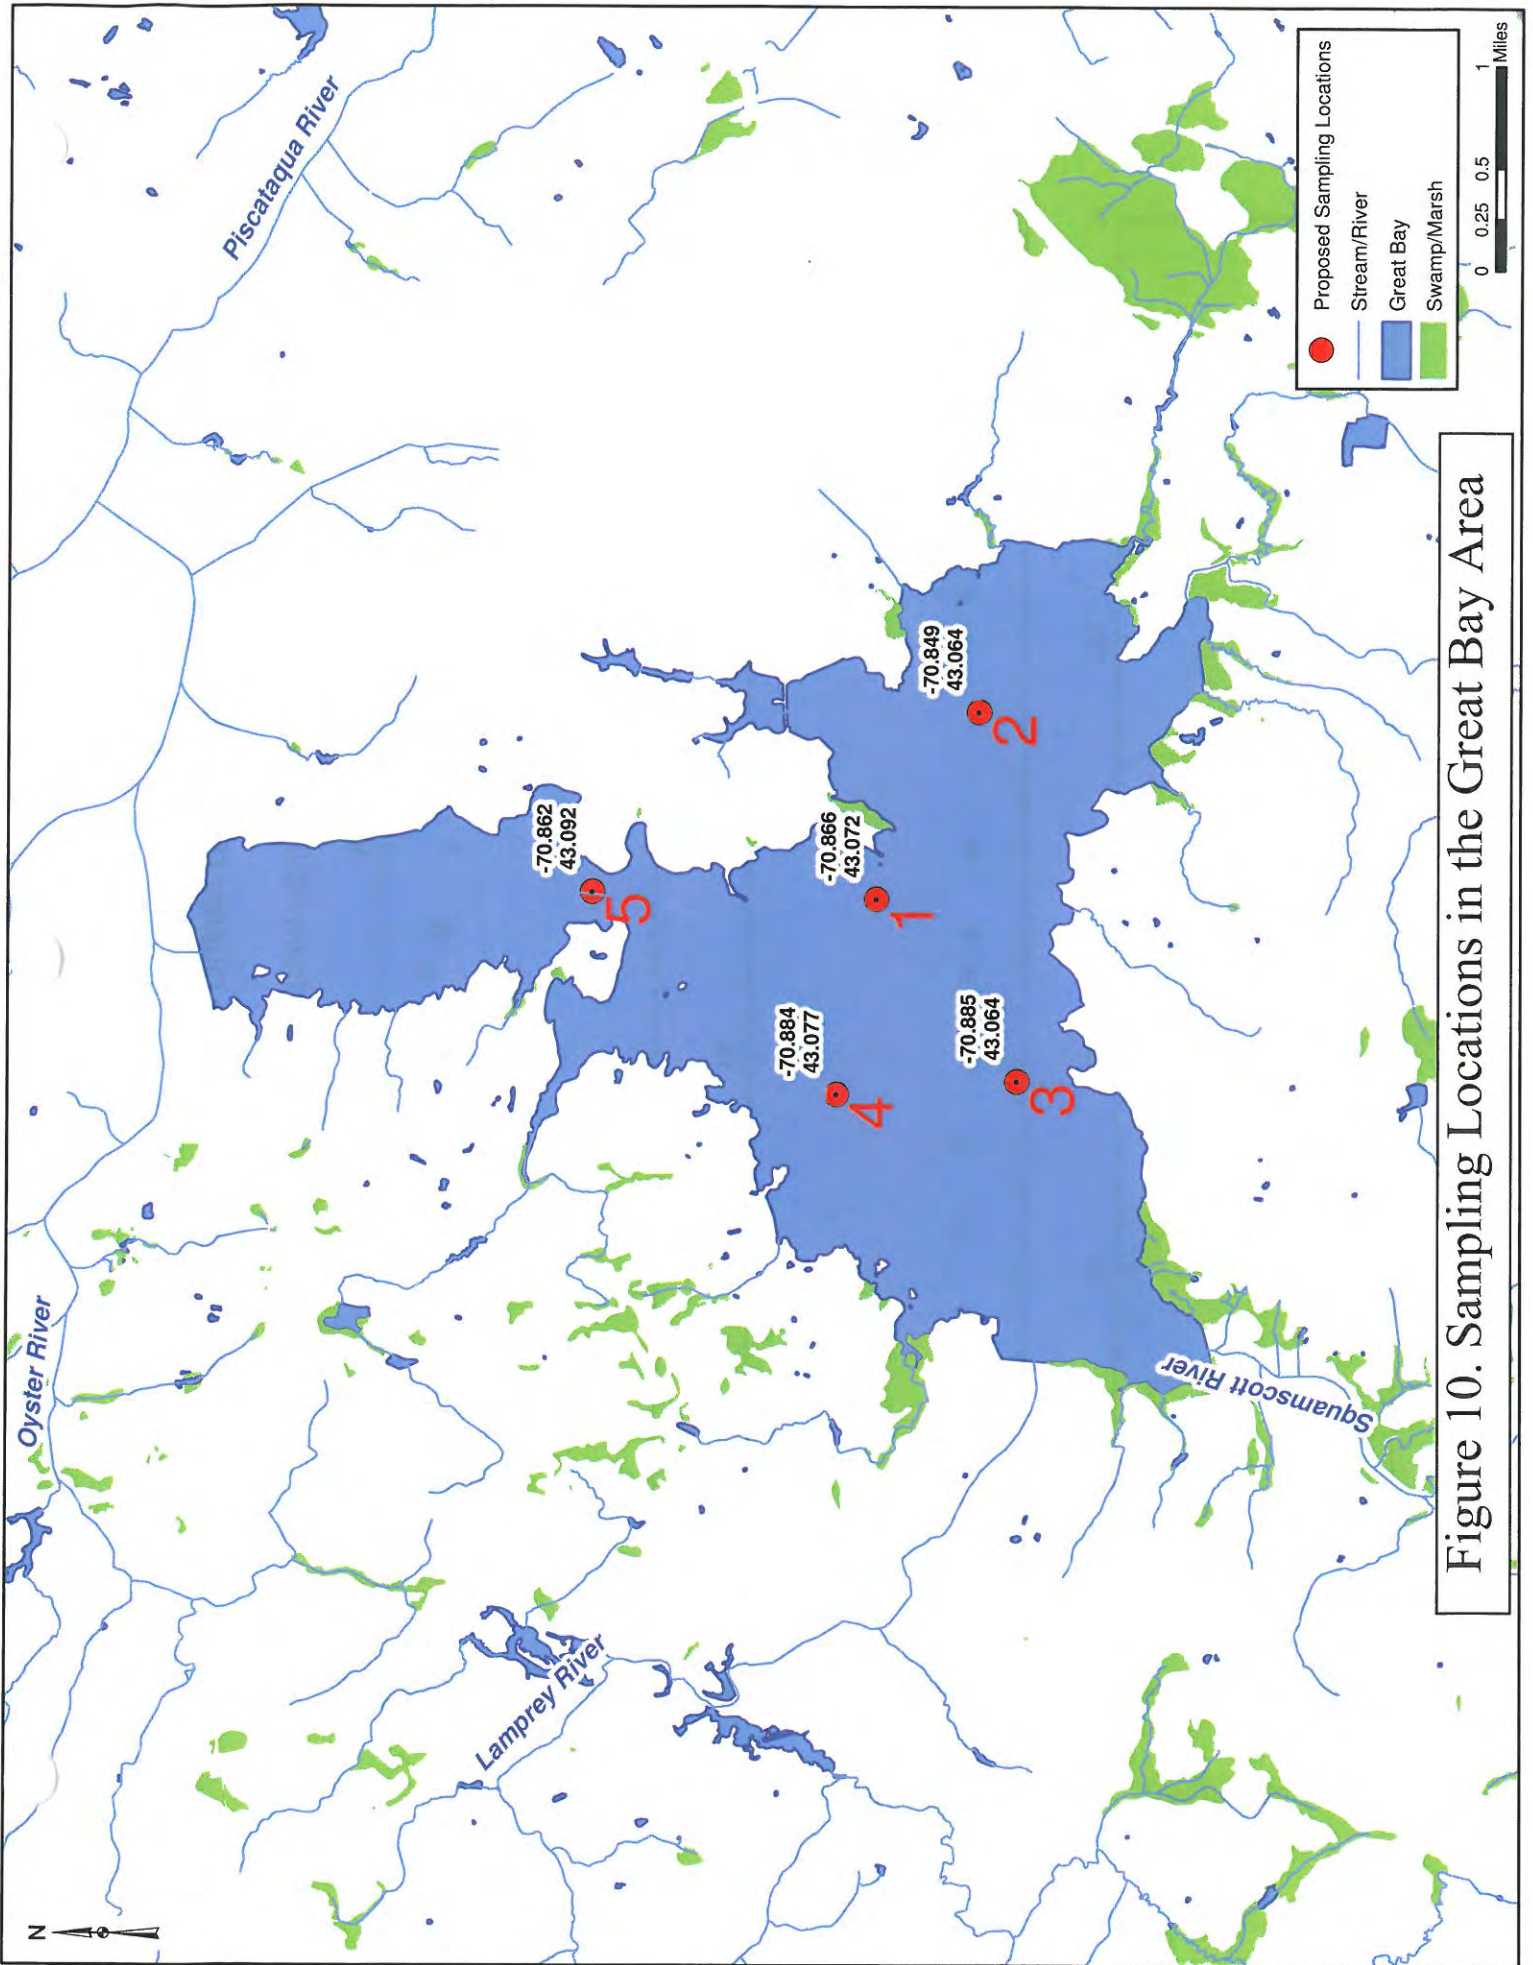 N
Oyster River
Piscataqua River
Lamprey River
Squamscott River
-70.862
43.092
5
-70.866
43.072
1
-70.849
43.064
2
-70.884
43.077
4
-70.885
43.064
3
Proposed Sampling Locations
Stream/River
Great Bay
Swamp/Marsh
0 0.25 0.5 1
Miles
Figure 10. Sampling Locations in the Great Bay Area